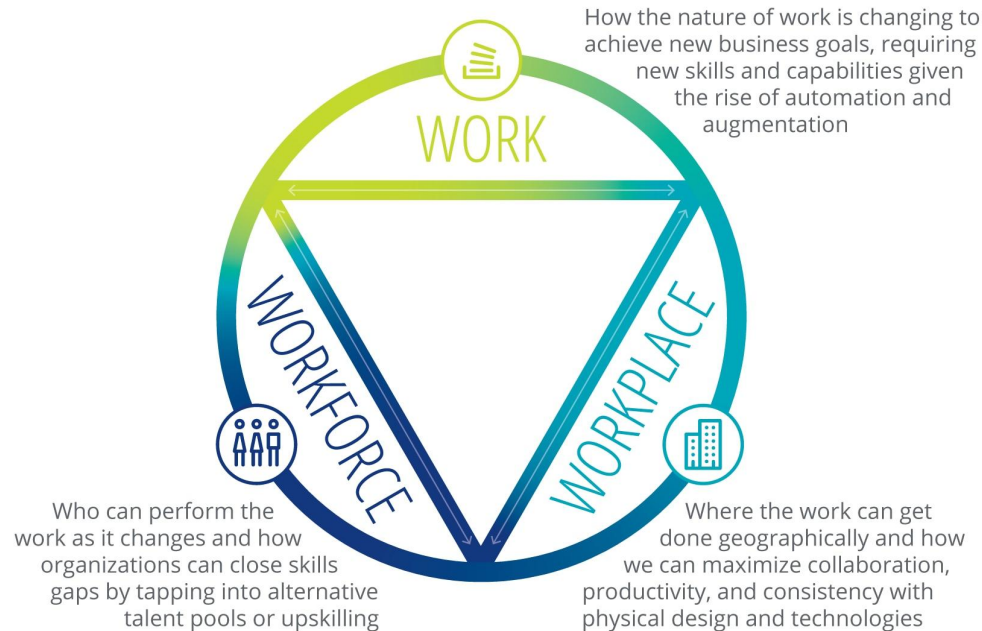 How the nature of work is changing to
achieve new business goals, requiring
new skills and capabilities given
the rise of automation and
augmentation
WORK
WORKFORCE
WORKPLACE
Who can perform the
work as it changes and how
organizations can close skills
gaps by tapping into alternative
talent pools or upskilling
Where the work can get
done geographically and how
we can maximize collaboration,
productivity, and consistency with
physical design and technologies